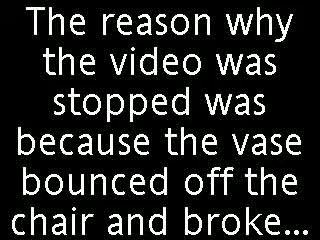 The reason why
the video was
stopped was
because the vase
bounced off the
chair and broke...